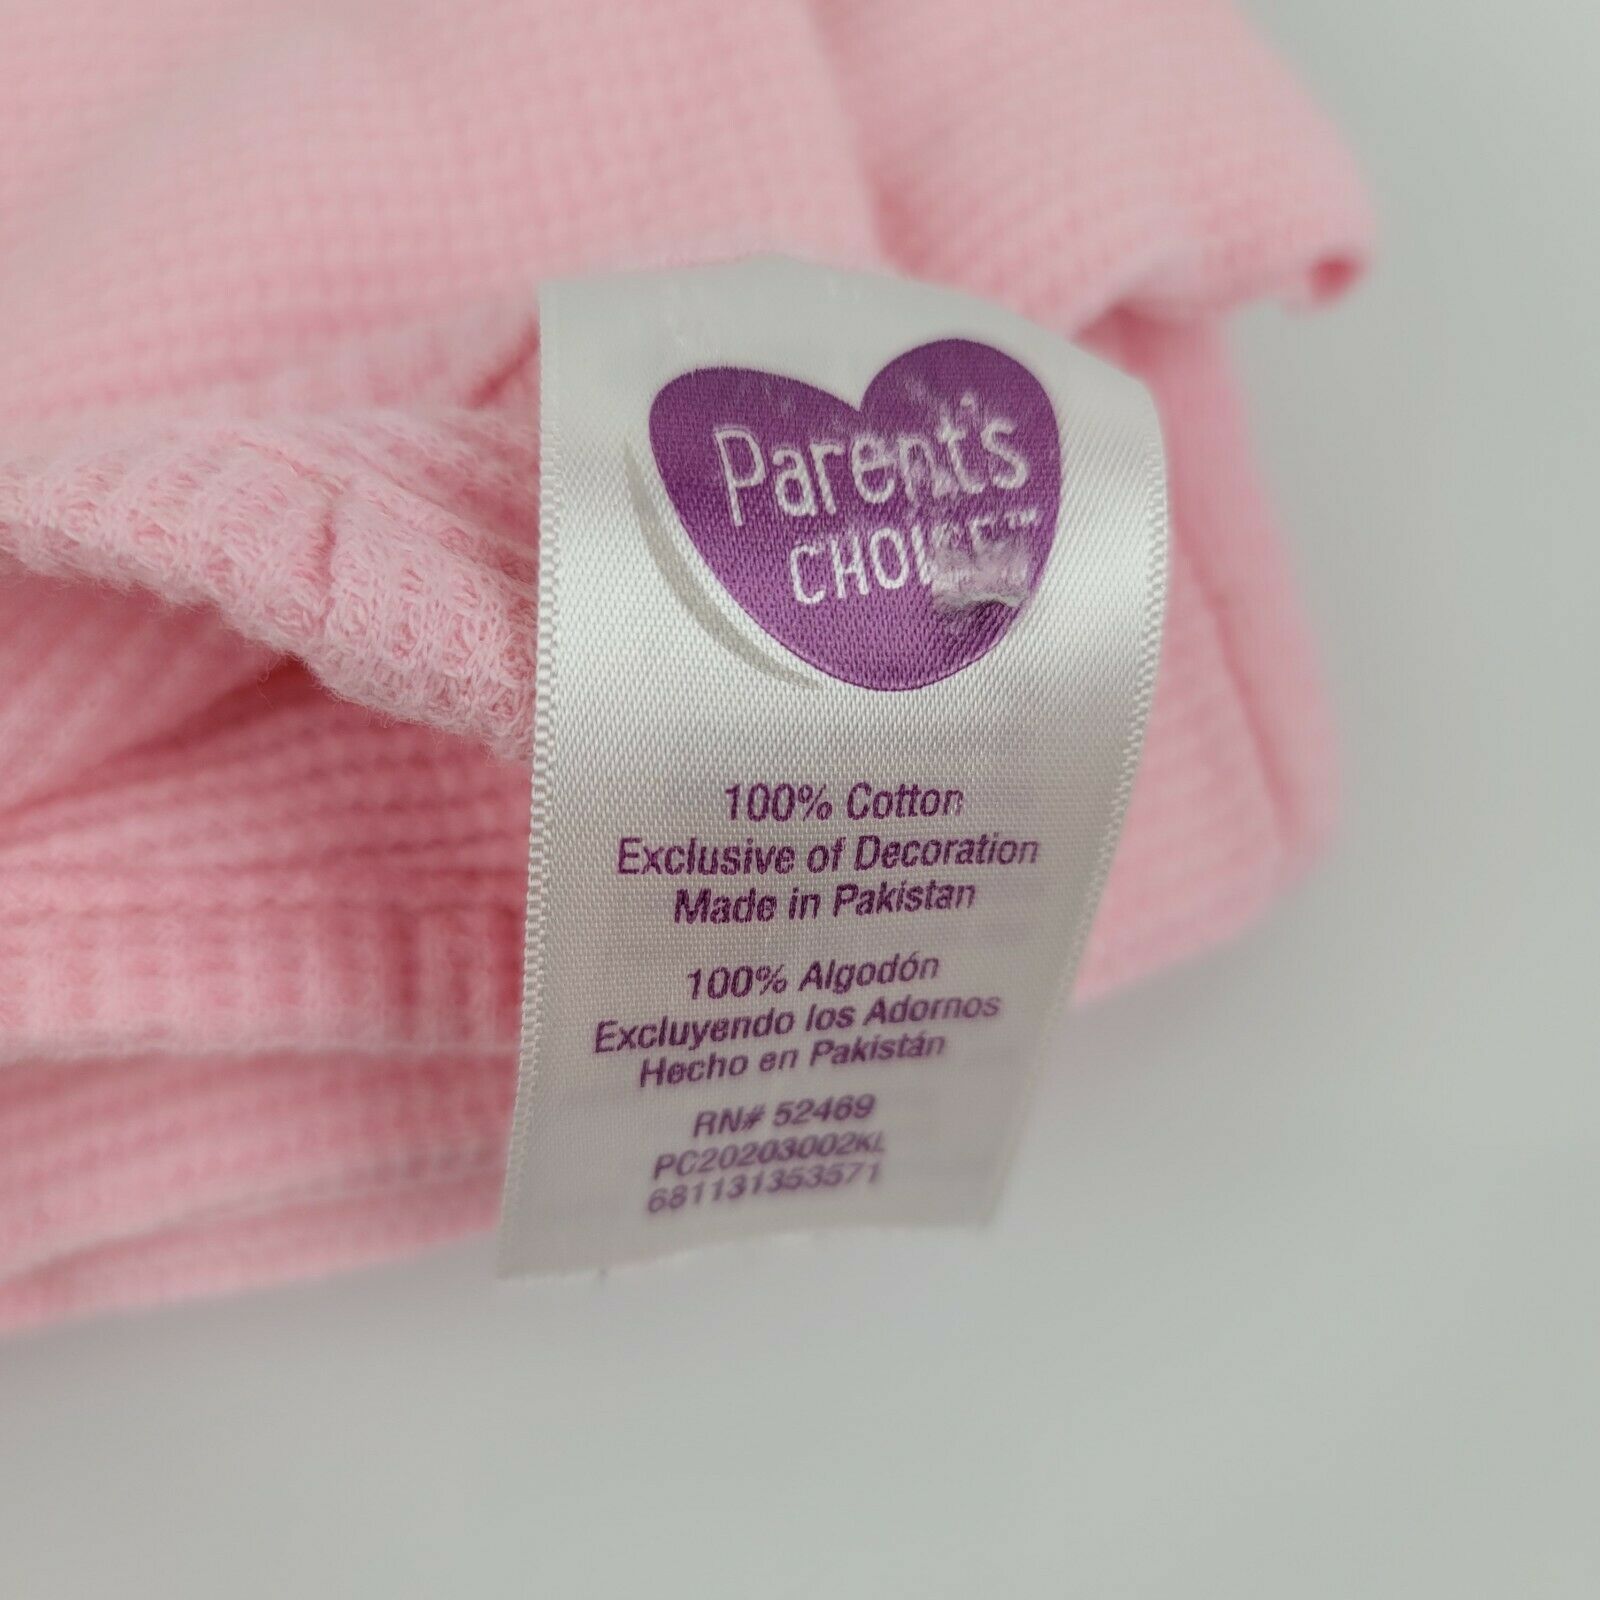 Parent's
CHOICE™
100% Cotton
Exclusive of Decoration
Made in Pakistan
100% Algodón
Excluyendo los Adornos
Hecho en Pakistán
RN# 52469
PC20203002KL
681131353571